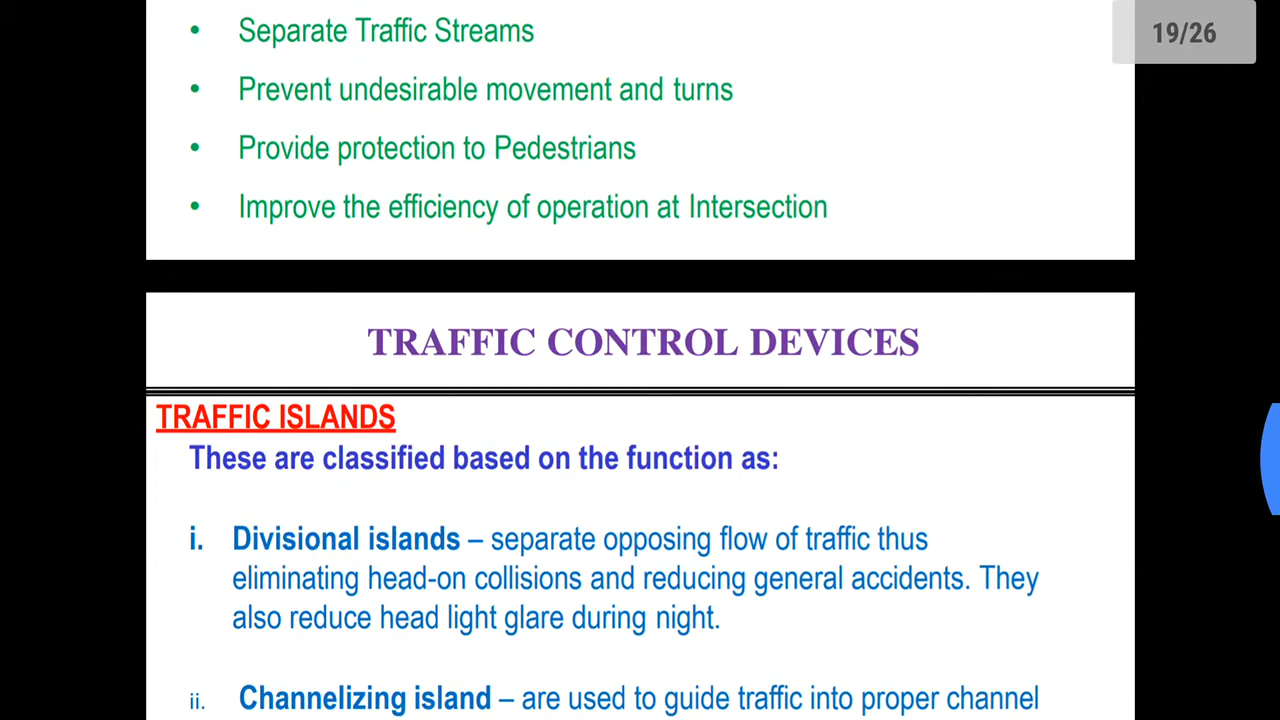 19/26
• Separate Traffic Streams
• Prevent undesirable movement and turns
• Provide protection to Pedestrians
• Improve the efficiency of operation at Intersection
TRAFFIC CONTROL DEVICES
TRAFFIC ISLANDS
These are classified based on the function as:
i. Divisional islands – separate opposing flow of traffic thus
eliminating head-on collisions and reducing general accidents. They
also reduce head light glare during night.
ii. Channelizing island – are used to guide traffic into proper channel